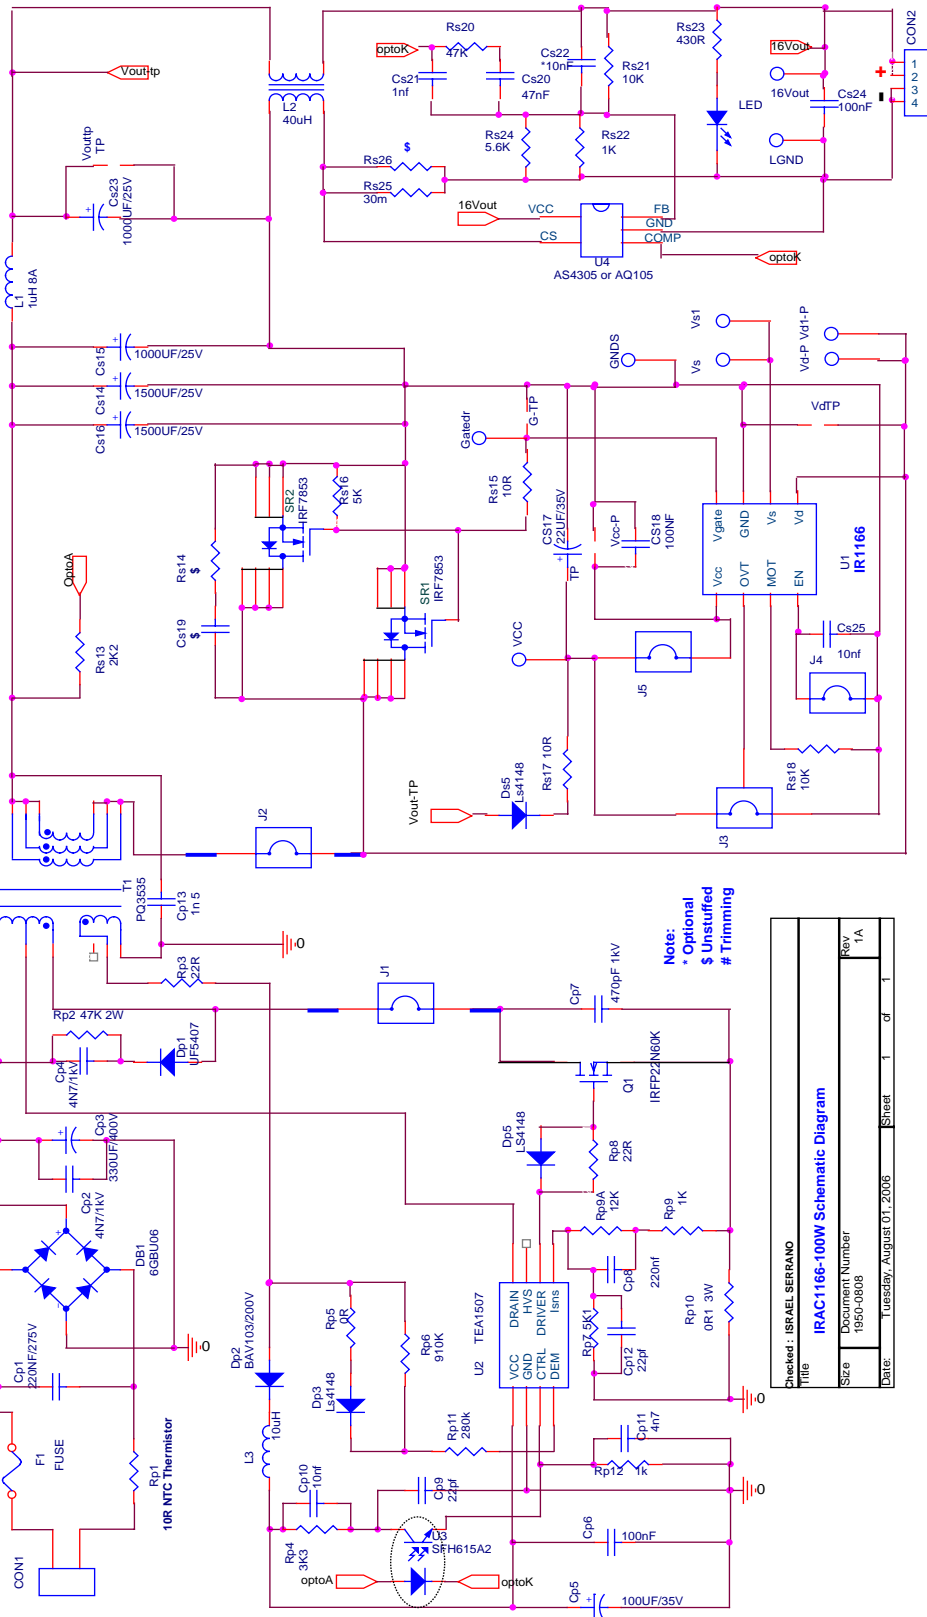 optoK
Rs20
47K
Cs21
1nf
Cs20
47nF
Cs22
*10nF
Rs21
10K
Rs23
430R
16Vout
16Vout
Cs24
100nF
CON2
1
2
3
4
+
-
LED
LGND
Vout-tp
L2
40uH
Rs24
5.6K
Rs22
1K
Rs26
$
Rs25
30m
Vouttp
TP
Cs23
1000UF/25V
16Vout
VCC
CS
FB
GND
COMP
U4
AS4305 or AQ105
optoK
L1
1uH 8A
Cs15
1000UF/25V
Cs14
1500UF/25V
Cs16
1500UF/25V
GNDS
Vs1
Vs
Vd1-P
Vd-P
VdTP
Gatedr
G-TP
Rs15
10R
CS17
22UF/35V
TP
Vcc-P
CS18
100NF
Rs16
5K
SR2
IRF7853
Rs14
$
Cs19
$
SR1
IRF7853
OptoA
Rs13
2K2
Vgate
GND
Vs
Vd
Vcc
OVT
MOT
EN
U1
IR1166
VCC
J5
Cs25
10nf
J4
Rs18
10K
J3
Rs17 10R
Ds5
Ls4148
Vout-TP
J2
T1
PQ3535
Cp13
1n5
0
Rp3
22R
Rp2 47K 2W
Cp4
4N7/1kV
Dp1
UF5407
J1
Cp7
470pF 1kV
Note:
* Optional
$ Unstuffed
# Trimming
Q1
IRFP22N60K
Dp5
LS4148
Rp8
22R
Cp3
330UF/400V
Cp2
4N7/1kV
DB1
6GBU06
Cp1
220NF/275V
0
F1
FUSE
Rp1
10R NTC Thermistor
CON1
Dp2
BAV103/200V
L3
10uH
Rp5
0R
Dp3
Ls4148
Rp6
910K
Rp11
280k
U2
TEA1507
DRAIN
HVS
DRIVER
Isns
VCC
GND
CTRL
DEM
Rp9A
12K
Rp9
1K
Cp8
220nf
Rp7 5K1
Cp12
22pf
Rp10
0R1 3W
0
Cp10
10nf
Rp4
3K3
Cp9
22pf
U3
SFH615A2
optoA
optoK
Rp12 1k
Cp11
4n7
0
Cp6
100nF
Cp5
100UF/35V
Checked : ISRAEL SERRANO
Title
IRAC1166-100W Schematic Diagram
Size
Document Number
1950-0808
Rev
1A
Date:
Tuesday, August 01, 2006
Sheet
1
of
1